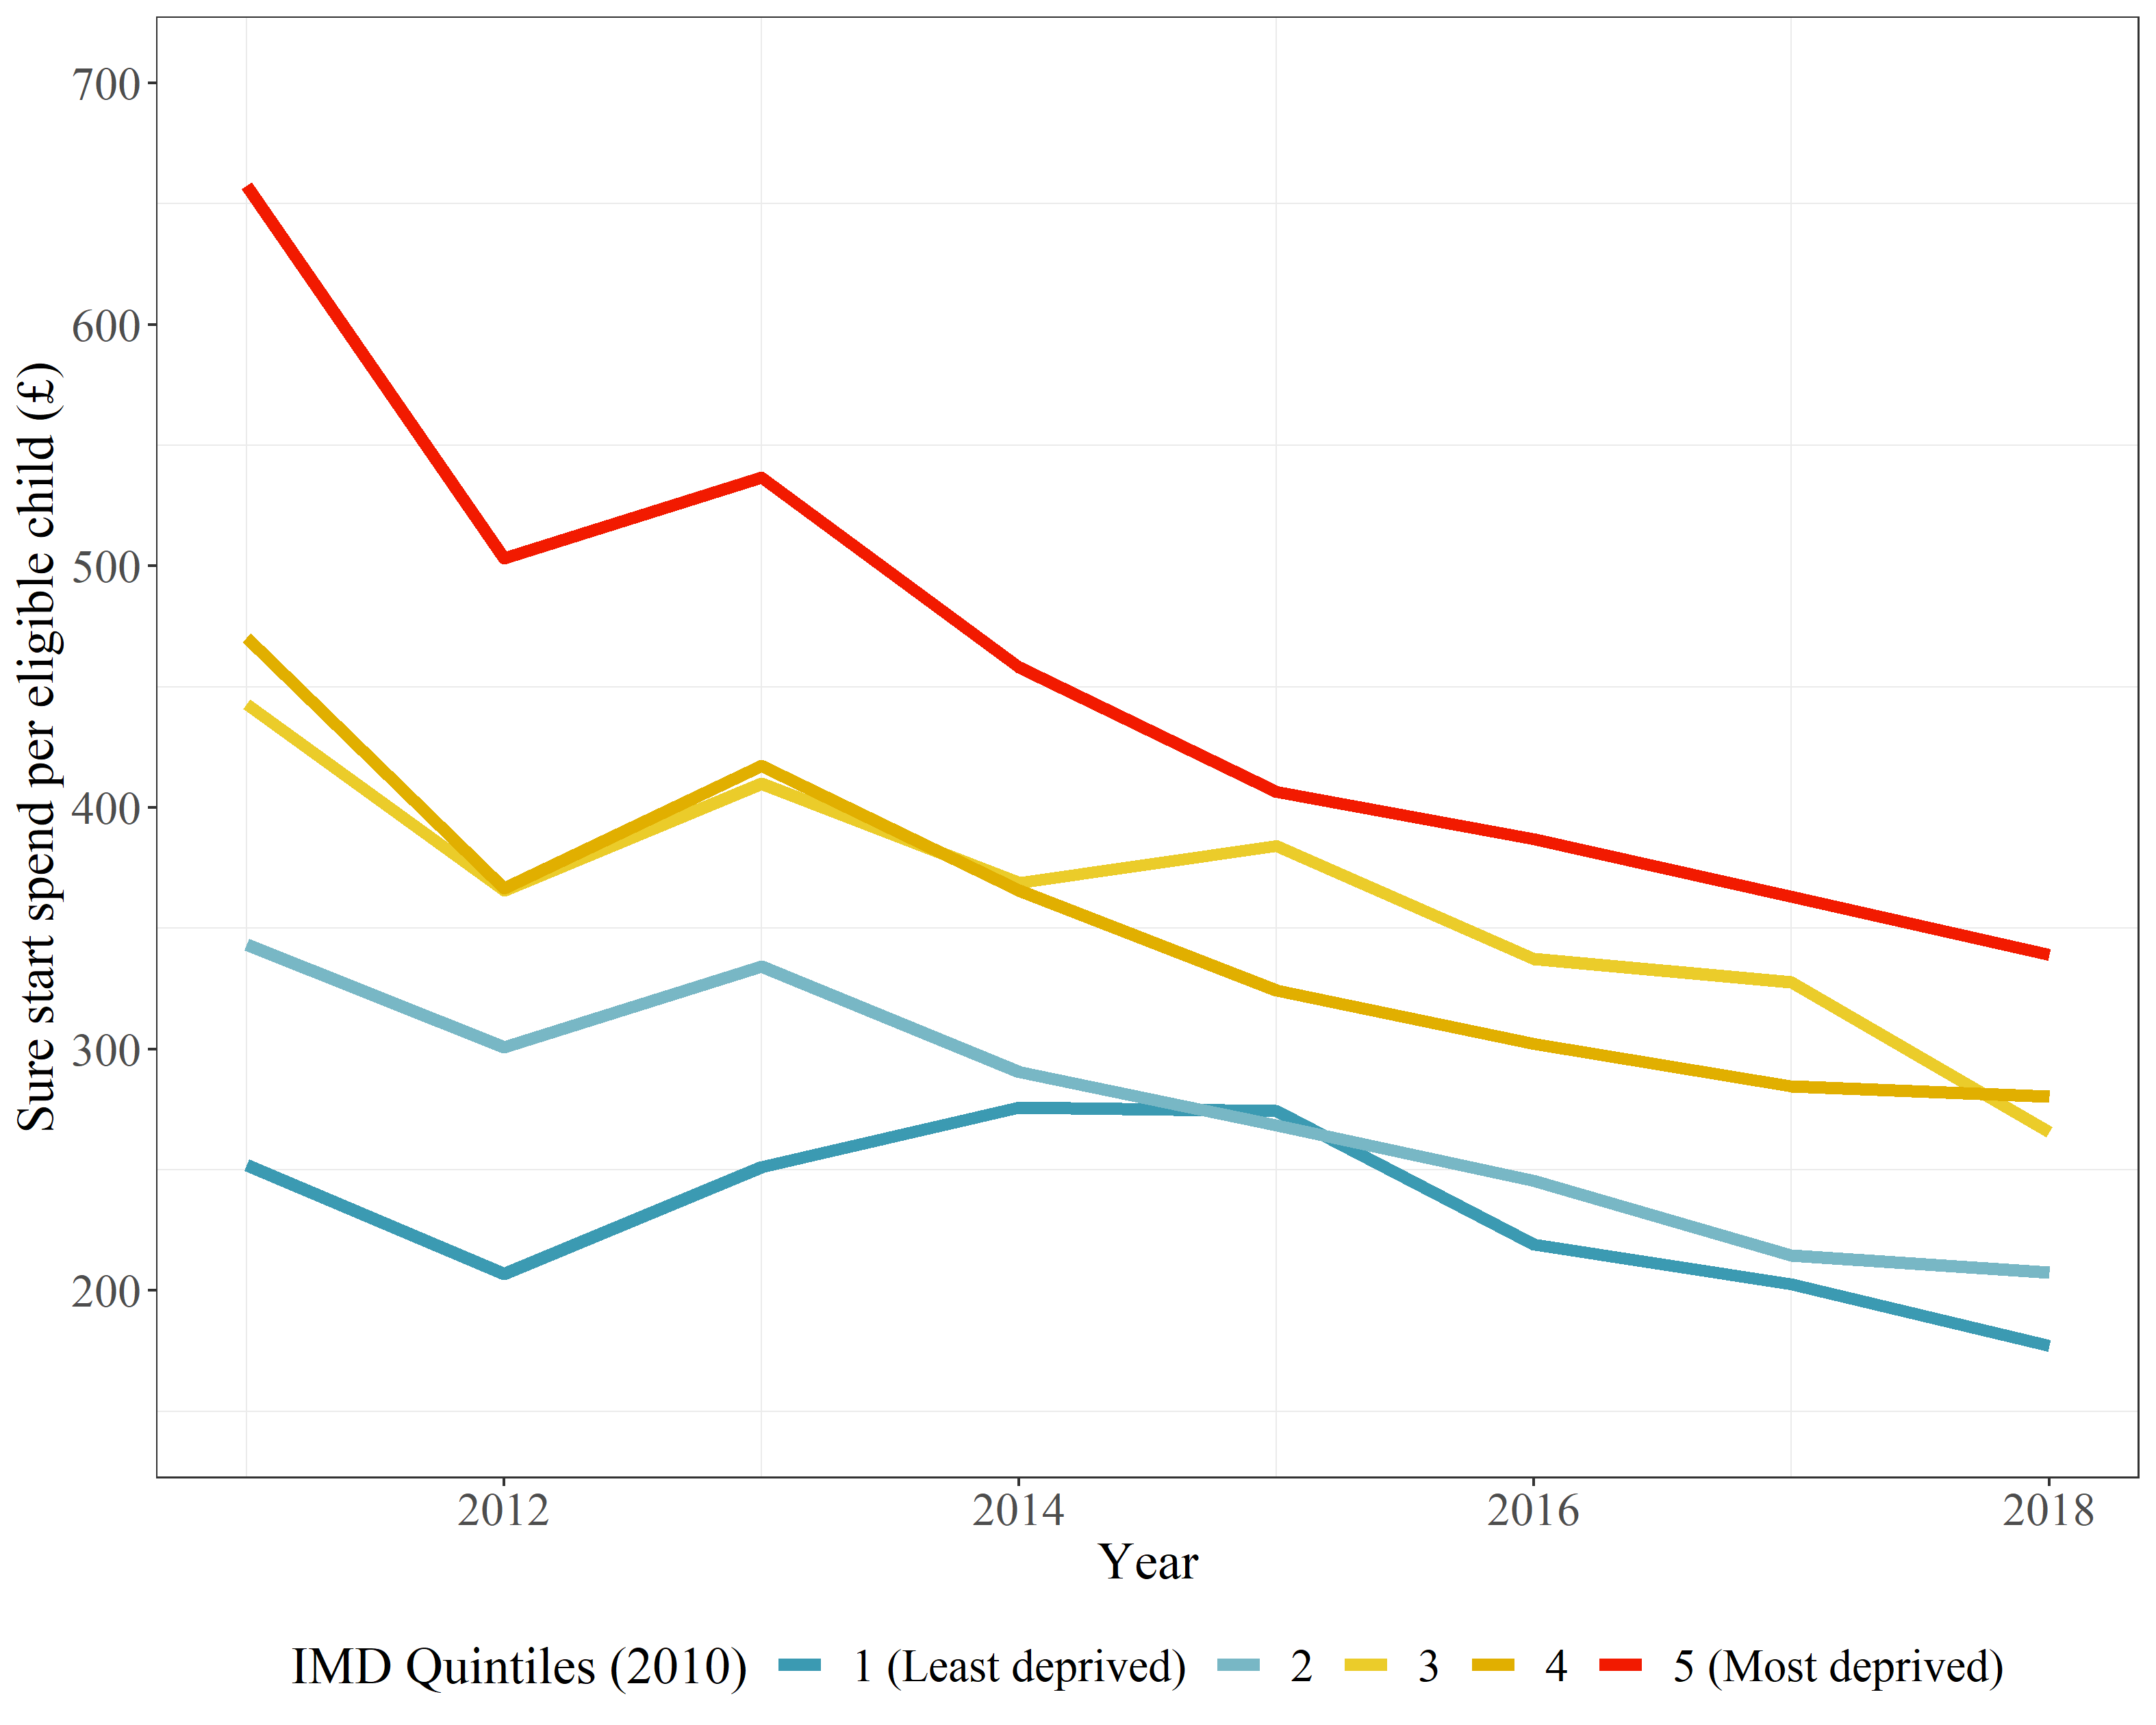 700
600
500
400
300
200
Sure start spend per eligible child (£)
2012 2014 2016 2018
Year
IMD Quintiles (2010) 1 (Least deprived) 2 3 4 5 (Most deprived)